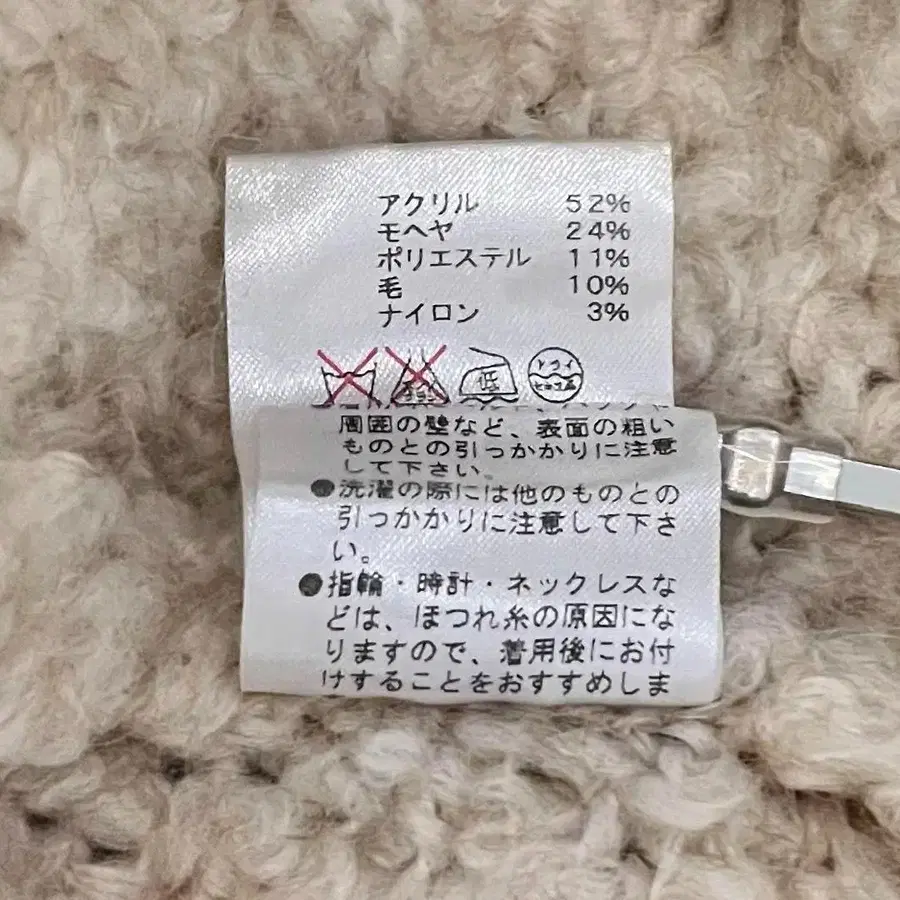 アクリル 52%
モヘヤ 24%
ポリエステル 11%
毛 10%
ナイロン 3%
低
ドライ
周囲の壁など、表面の粗い
ものとの引っかかりに注意
して下さい。
●洗濯の際には他のものとの
引っかかりに注意して下さ
い。
●指輪・時計・ネックレスな
どは、ほつれ糸の原因にな
りますので、着用後にお付
けすることをおすすめしま